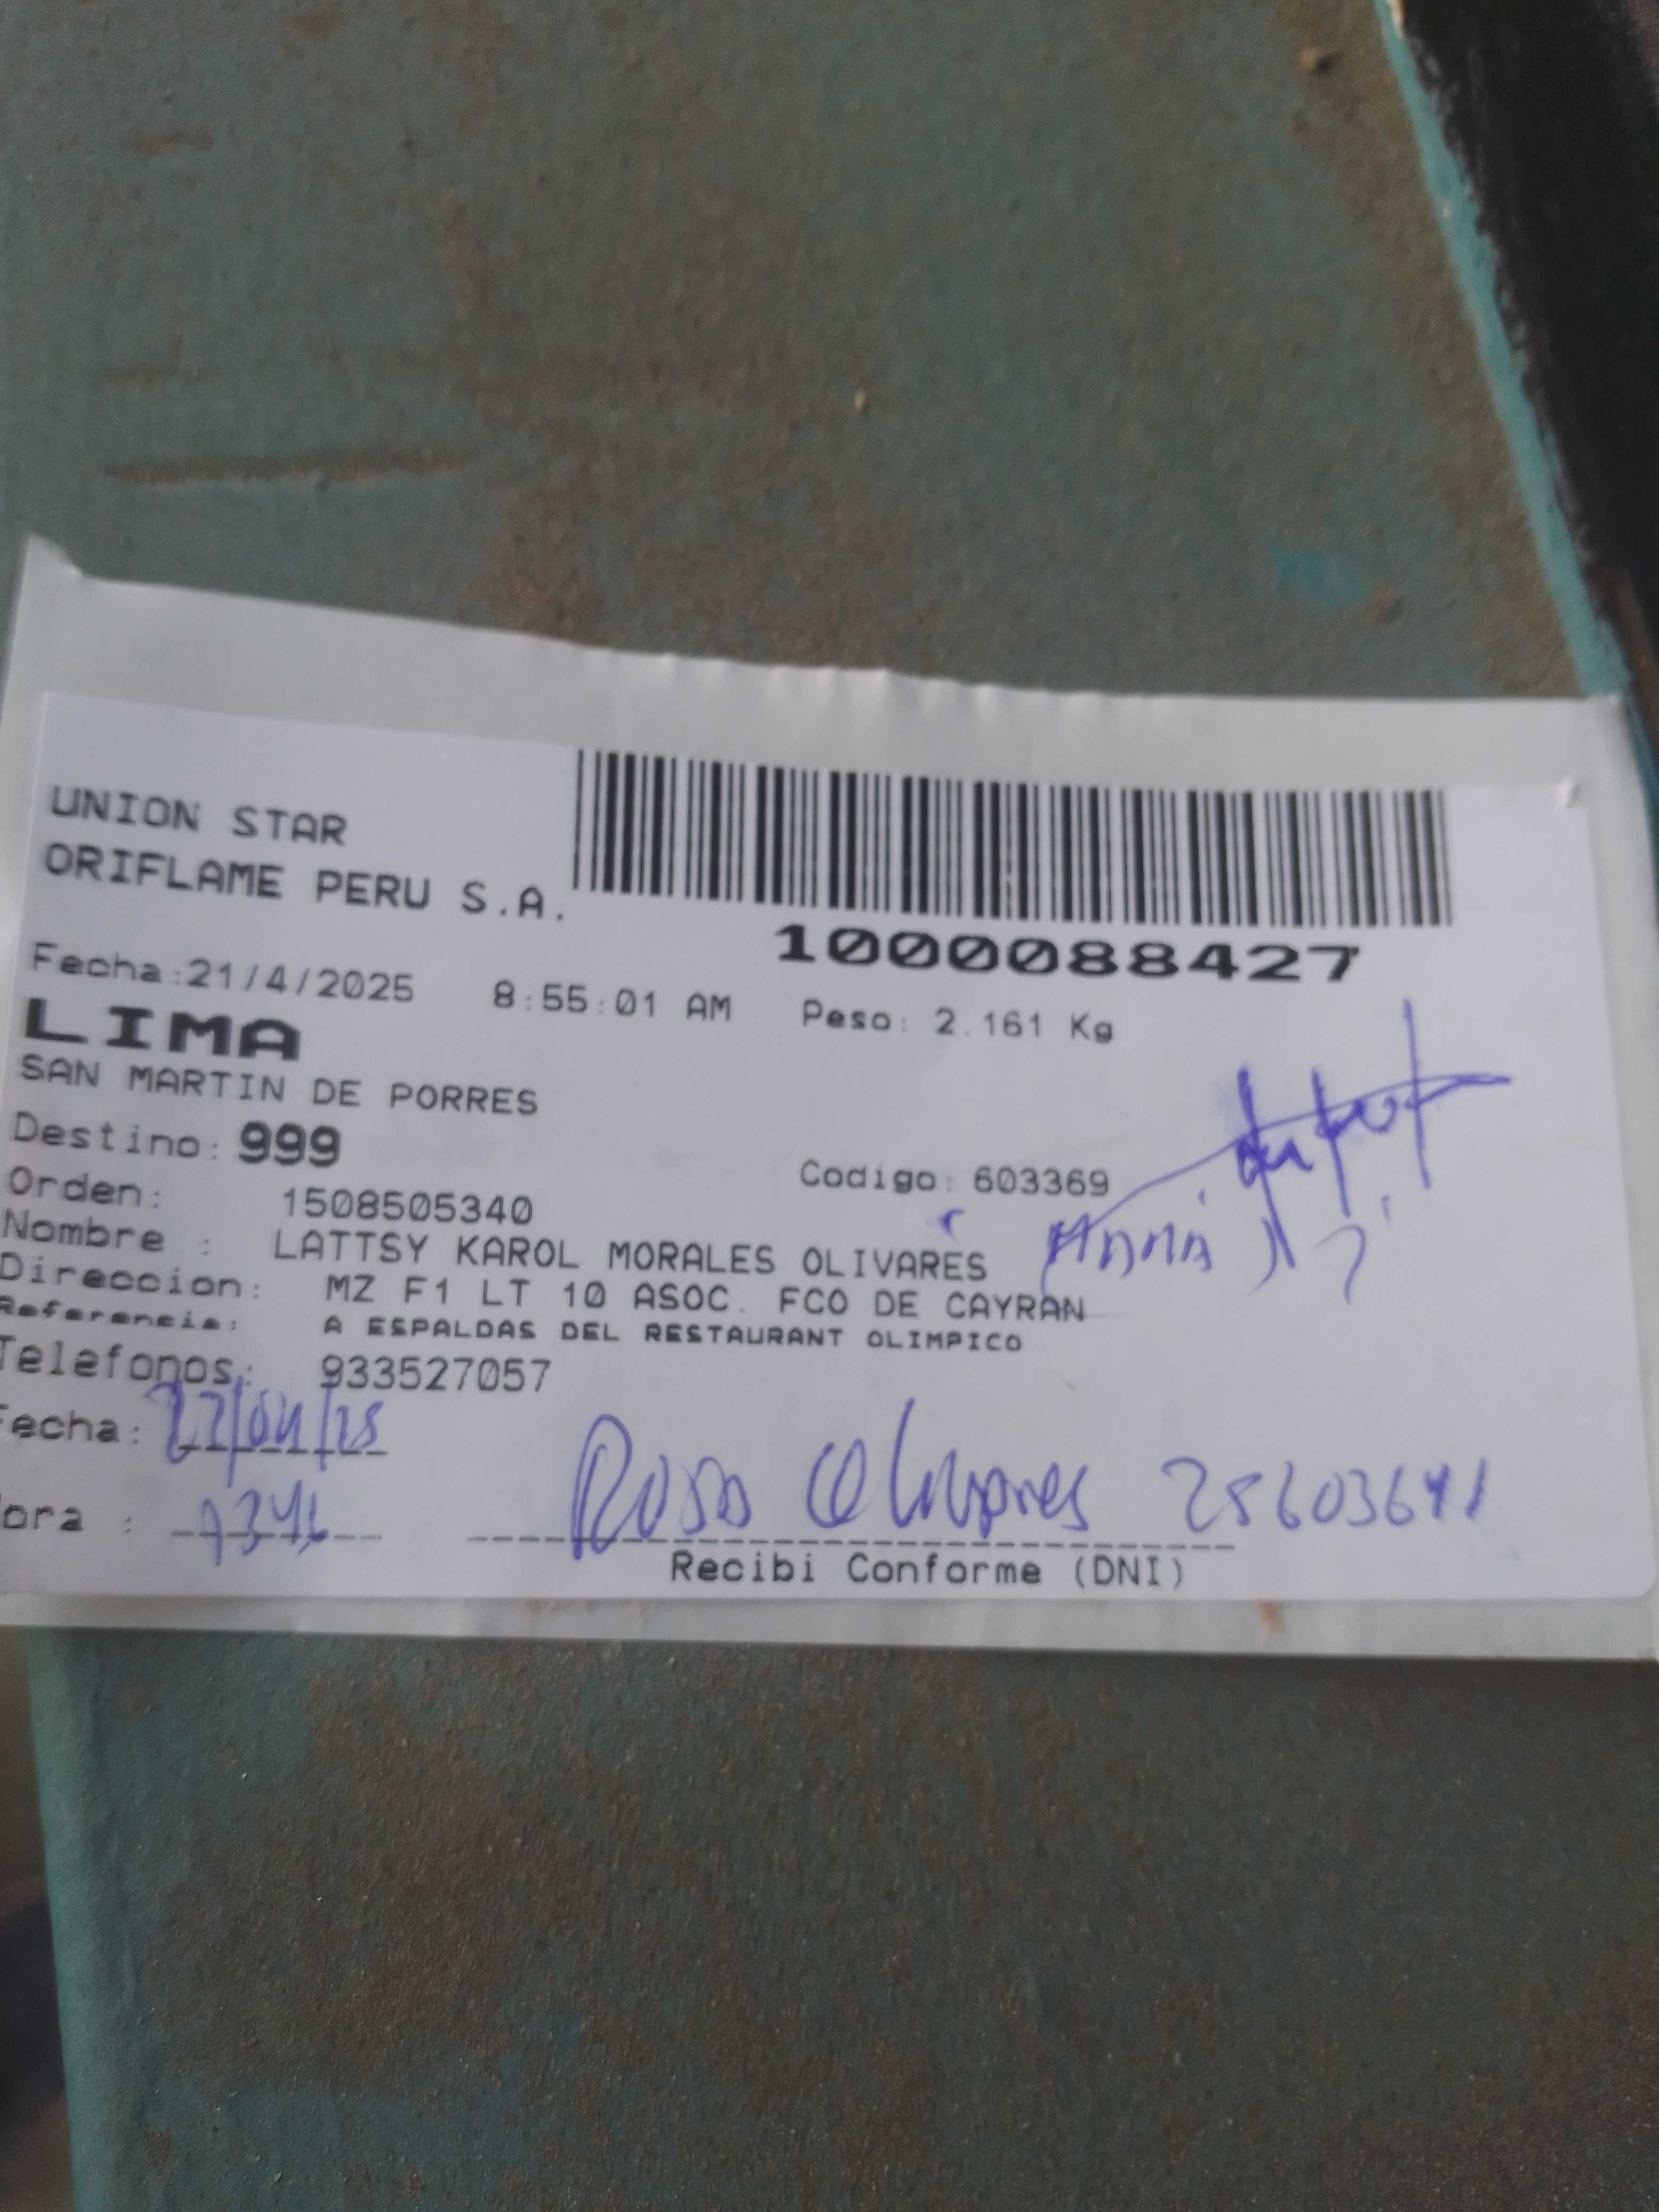 UNION STAR
ORIFLAME PERU S.A.
1000088427
Fecha:21/4/2025 8:55:01 AM Peso: 2.161 Kg
LIMA
SAN MARTIN DE PORRES
Destino: 999
Codigo: 603369
Orden: 1508505340
Nombre : LATTSY KAROL MORALES OLIVARES
Direccion: MZ F1 LT 10 ASOC. FCO DE CAYRAN
Referencia: A ESPALDAS DEL RESTAURANT OLIMPICO
Telefonos: 933527057
Fecha: 22/04/25
ora : 1346
Rosa Olivares 25603641
Recibi Conforme (DNI)